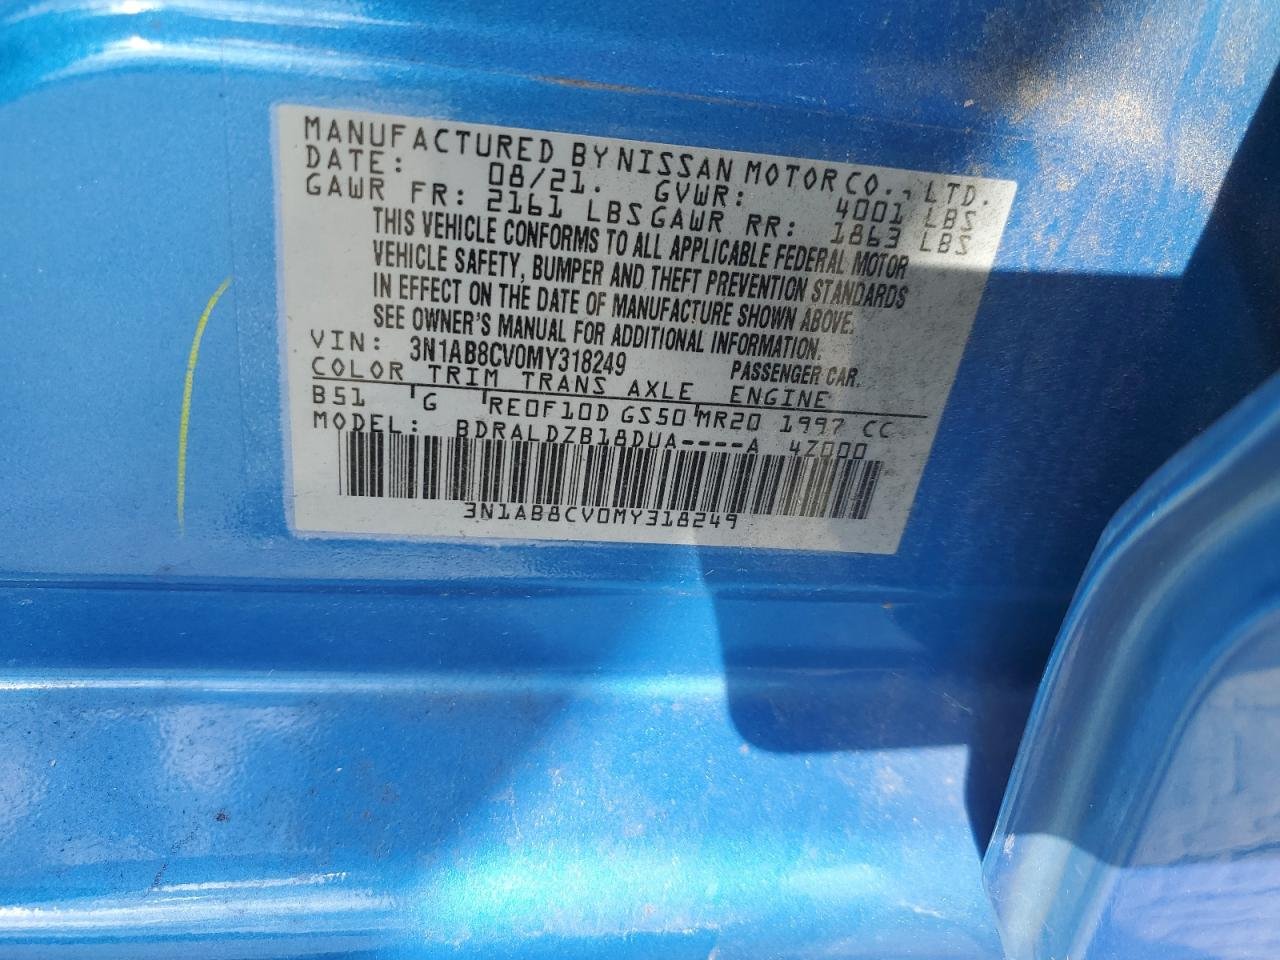 MANUFACTURED BY NISSAN MOTOR CO., LTD.
DATE: 08/21. GVWR: 4001 LBS
GAWR FR: 2161 LBS GAWR RR: 1863 LBS
THIS VEHICLE CONFORMS TO ALL APPLICABLE FEDERAL MOTOR
VEHICLE SAFETY, BUMPER AND THEFT PREVENTION STANDARDS
IN EFFECT ON THE DATE OF MANUFACTURE SHOWN ABOVE.
SEE OWNER'S MANUAL FOR ADDITIONAL INFORMATION.
VIN: 3N1AB8CV0MY318249 PASSENGER CAR.
COLOR TRIM TRANS AXLE ENGINE
B51 G RE0F10D GS50 MR20 1997 CC
MODEL: BDRALDZB18DUA----A 4Z000
3N1AB8CV0MY318249